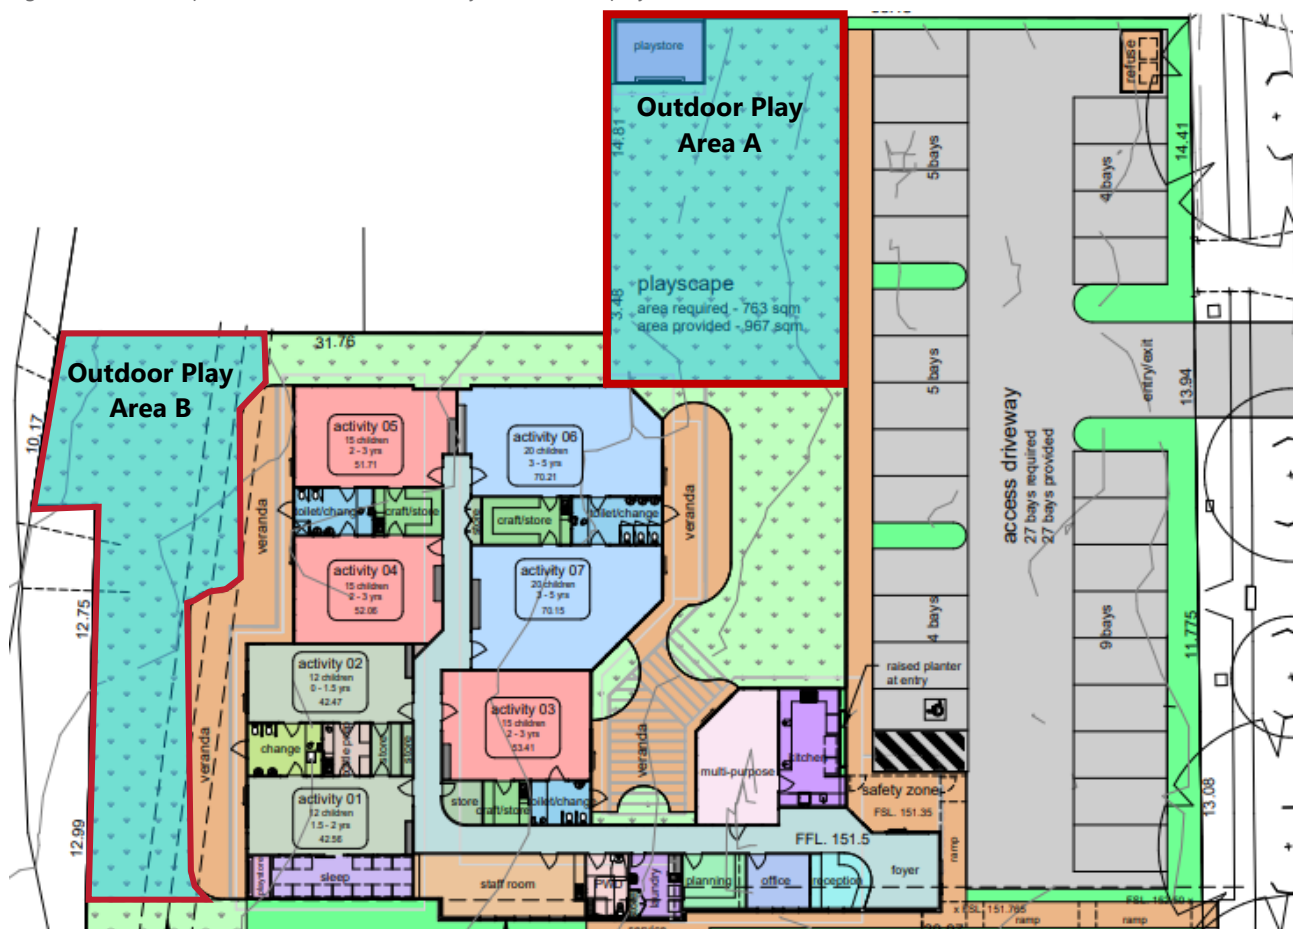 playstore
Outdoor Play
Area A
14.81
3.48
playscape
area required - 763 sqm
area provided - 967 sqm
refuse
5 bays
4 bays
14.41
5 bays
entry/exit
13.94
access driveway
27 bays required
27 bays provided
4 bays
9 bays
11.775
13.08
31.76
Outdoor Play
Area B
10.17
12.75
12.99
veranda
veranda
activity 05
15 children
2 - 3 yrs
51.71
activity 06
20 children
3 - 5 yrs
70.21
toilet/change
craft/store
store
craft/store
toilet/change
veranda
activity 04
15 children
2 - 3 yrs
52.06
activity 07
20 children
3 - 5 yrs
70.15
activity 02
12 children
0 - 1.5 yrs
42.47
activity 03
15 children
2 - 3 yrs
53.41
change
store
store
activity 01
12 children
1.5 - 2 yrs
42.56
store
craft/store
toilet/change
veranda
multi-purpose
kitchen
raised planter
at entry
safety zone
FSL. 151.35
FFL. 151.5
ramp
playstore
sleep
staff room
PWD
laundry
planning
office
reception
foyer
x FSL. 151.765
ramp
ramp
service